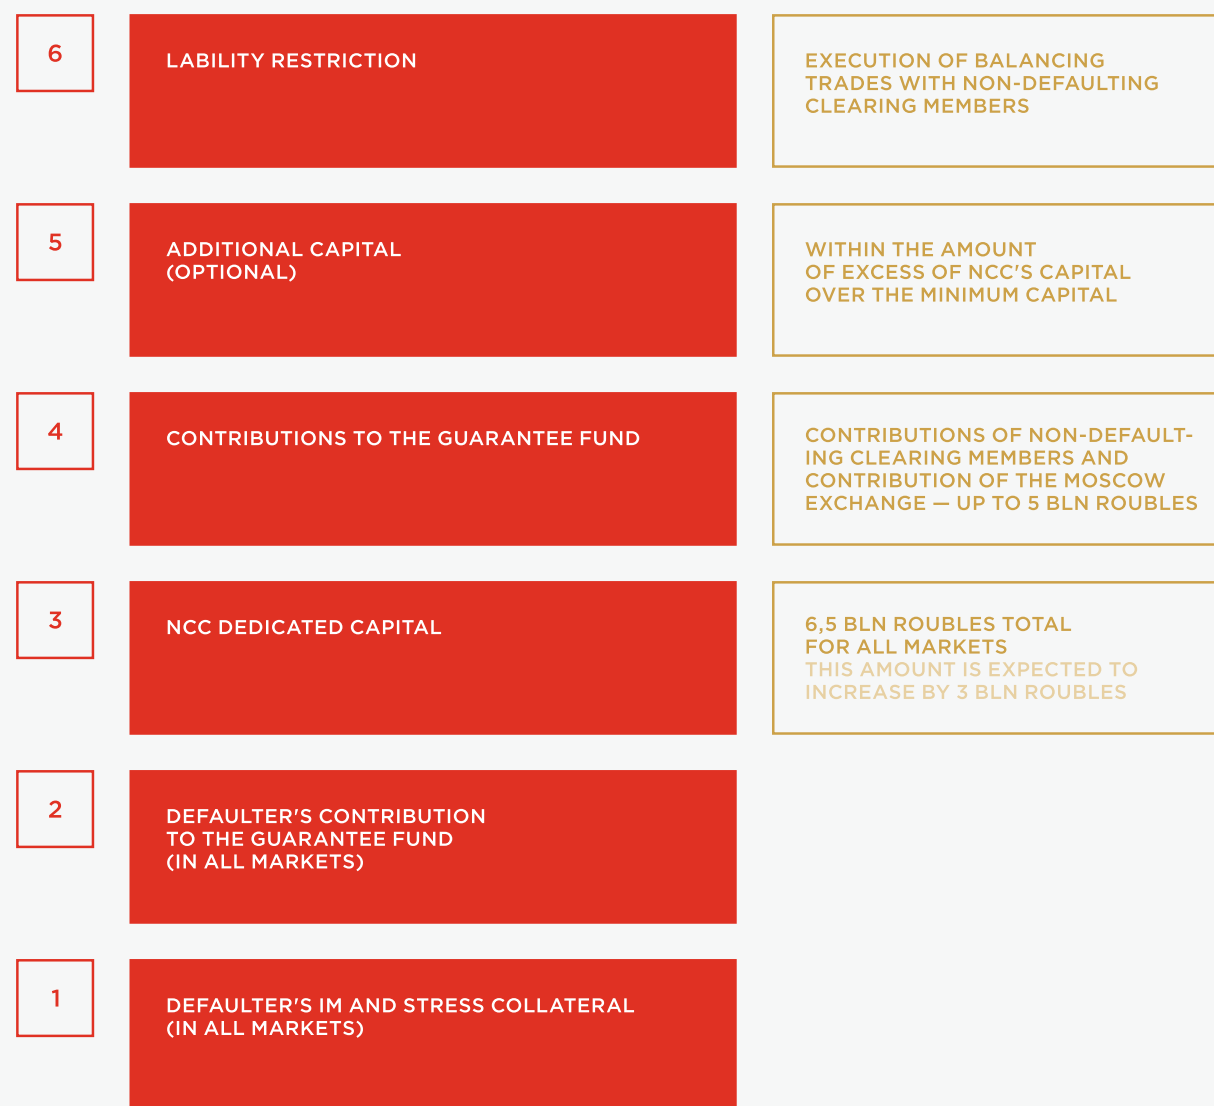 6
LABILITY RESTRICTION
EXECUTION OF BALANCING
TRADES WITH NON-DEFAULTING
CLEARING MEMBERS
5
ADDITIONAL CAPITAL
(OPTIONAL)
WITHIN THE AMOUNT
OF EXCESS OF NCC'S CAPITAL
OVER THE MINIMUM CAPITAL
4
CONTRIBUTIONS TO THE GUARANTEE FUND
CONTRIBUTIONS OF NON-DEFAULT-
ING CLEARING MEMBERS AND
CONTRIBUTION OF THE MOSCOW
EXCHANGE — UP TO 5 BLN ROUBLES
3
NCC DEDICATED CAPITAL
6,5 BLN ROUBLES TOTAL
FOR ALL MARKETS
THIS AMOUNT IS EXPECTED TO
INCREASE BY 3 BLN ROUBLES
2
DEFAULTER'S CONTRIBUTION
TO THE GUARANTEE FUND
(IN ALL MARKETS)
1
DEFAULTER'S IM AND STRESS COLLATERAL
(IN ALL MARKETS)